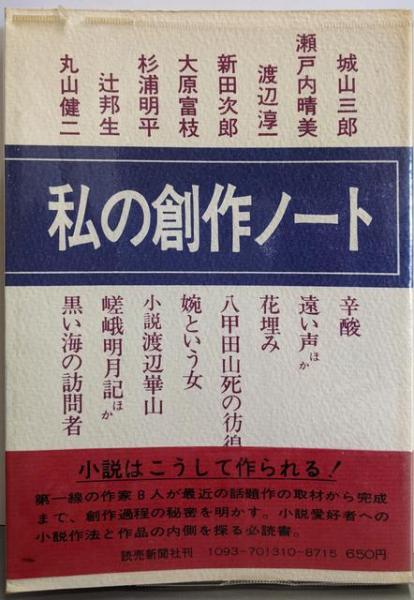 城山三郎
瀬戸内晴美
渡辺淳一
新田次郎
大原富枝
杉浦明平
辻邦生
丸山健二
私の創作ノート
辛酸
遠い声ほか
花埋み
八甲田山死の彷徨
婉という女
小説渡辺崋山
嵯峨明月記ほか
黒い海の訪問者
小説はこうして作られる!
第一線の作家8人が最近の話題作の取材から完成
まで、創作過程の秘密を明かす。小説愛好者への
小説作法と作品の内側を探る必読書。
読売新聞社刊 1093-701310-8715 650円